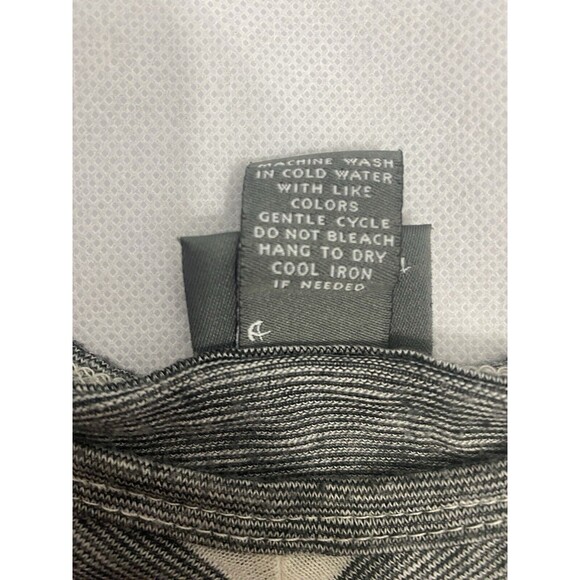 MACHINE WASH
IN COLD WATER
WITH LIKE
COLORS
GENTLE CYCLE
DO NOT BLEACH
HANG TO DRY
COOL IRON
IF NEEDED